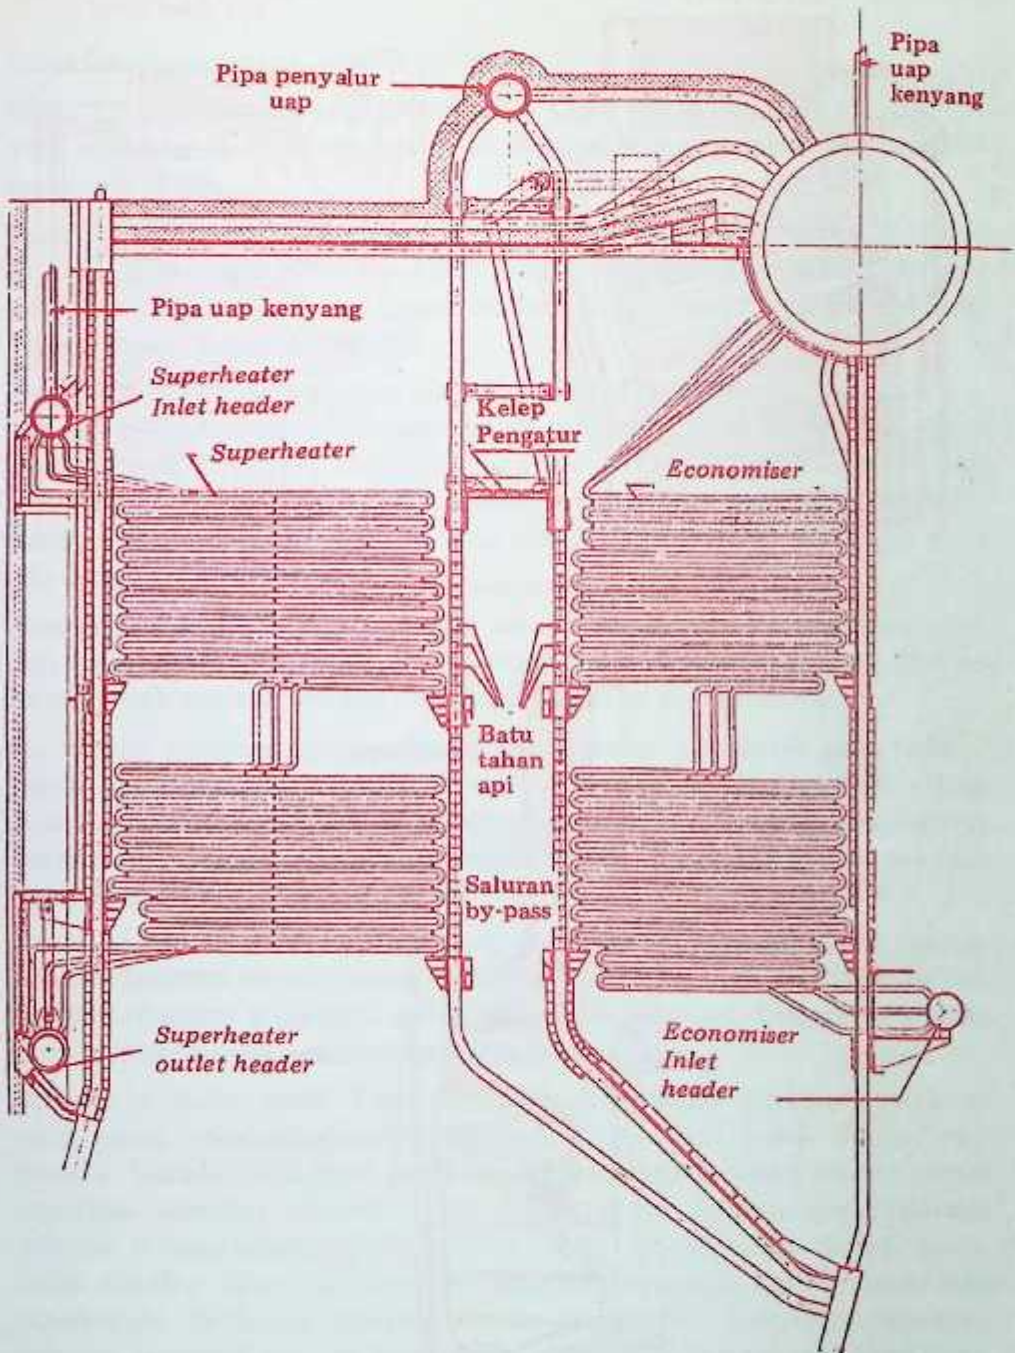 Pipa
uap
kenyang
Pipa penyalur
uap
Pipa uap kenyang
Superheater
Inlet header
Superheater
Kelep
Pengatur
Economiser
Batu
tahan
api
Saluran
by-pass
Superheater
outlet header
Economiser
Inlet
header